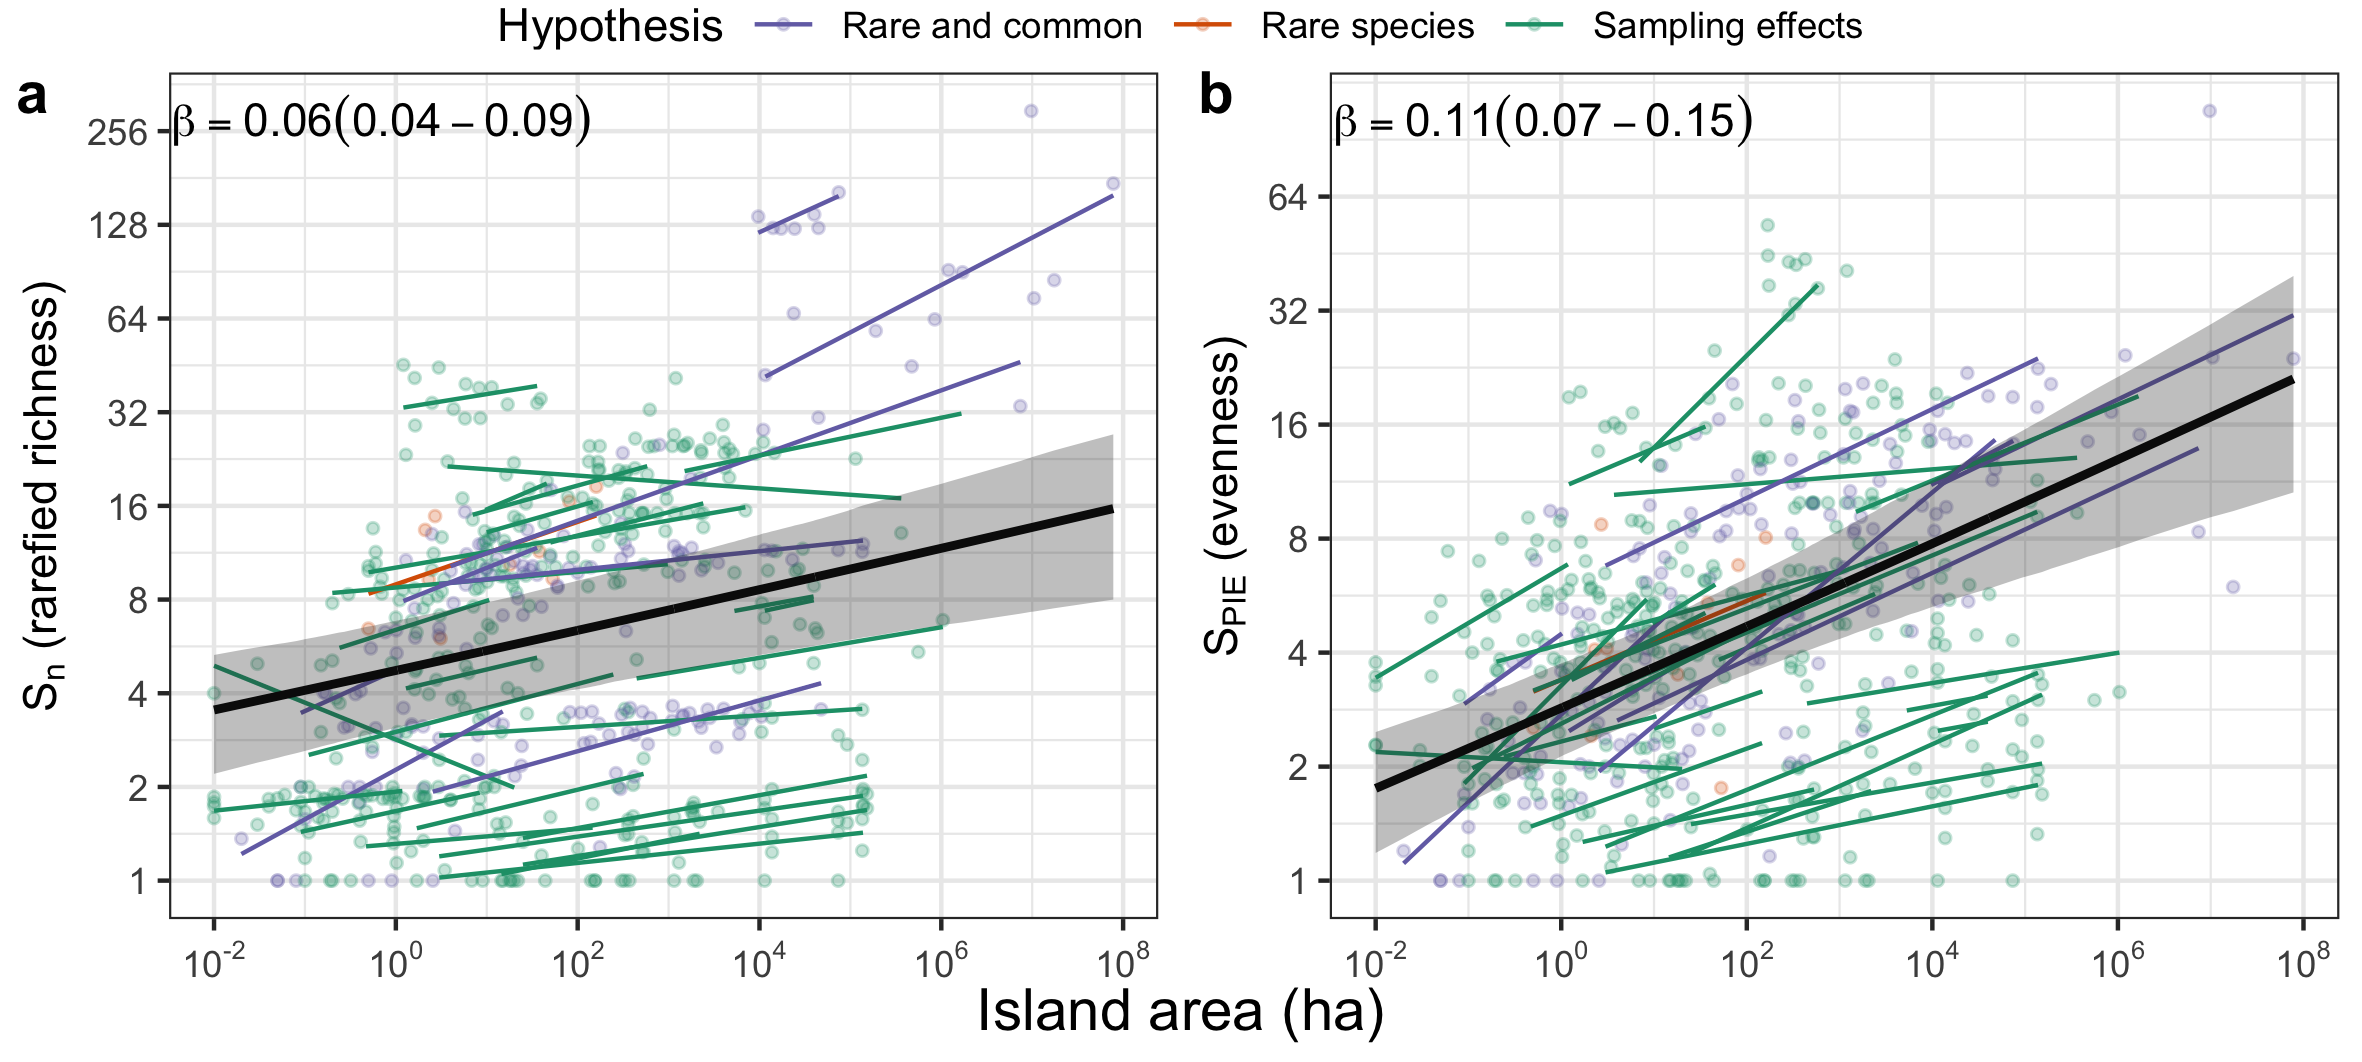 Hypothesis Rare and common Rare species Sampling effects
a
β = 0.06(0.04 – 0.09)
256
128
64
32
16
8
4
2
1
Sn (rarefied richness)
10-2 100 102 104 106 108
b
β = 0.11(0.07 – 0.15)
64
32
16
8
4
2
1
SPIE (evenness)
10-2 100 102 104 106 108
Island area (ha)